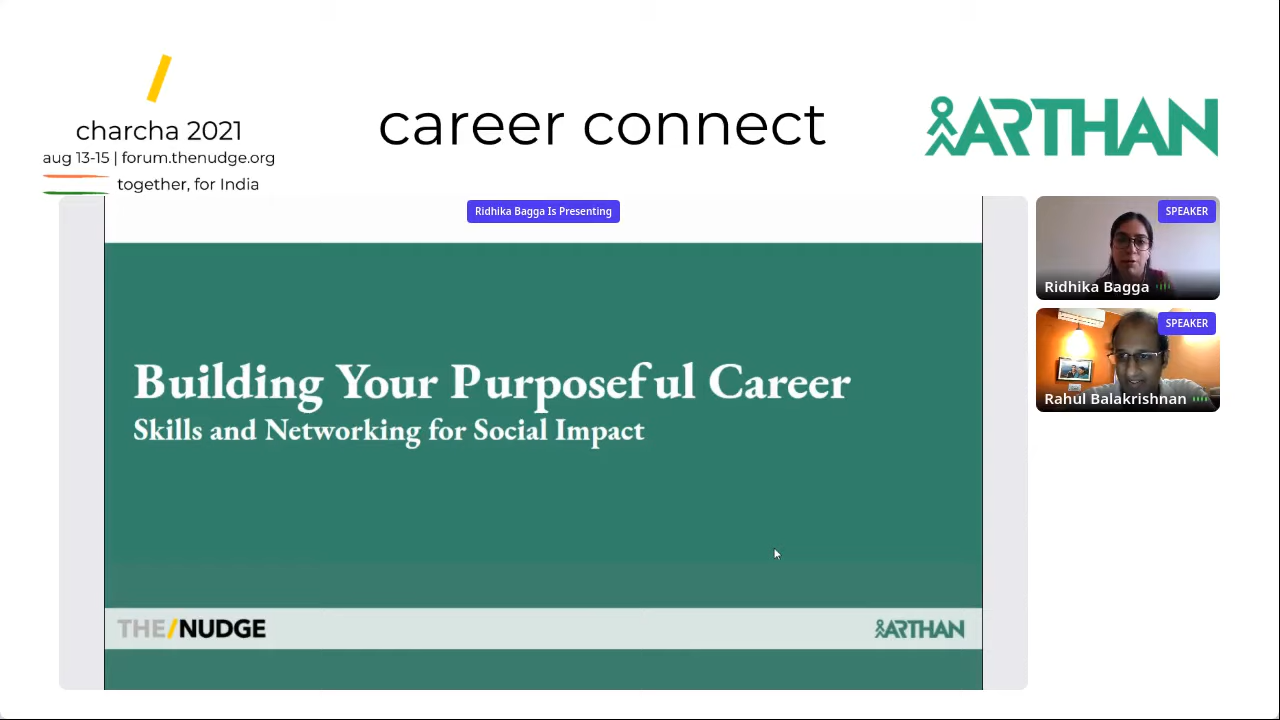 charcha 2021
aug 13-15 | forum.thenudge.org
together, for India
career connect
ARTHAN
Ridhika Bagga Is Presenting
Building Your Purposeful Career
Skills and Networking for Social Impact
THE/NUDGE
ARTHAN
SPEAKER
Ridhika Bagga
SPEAKER
Rahul Balakrishnan